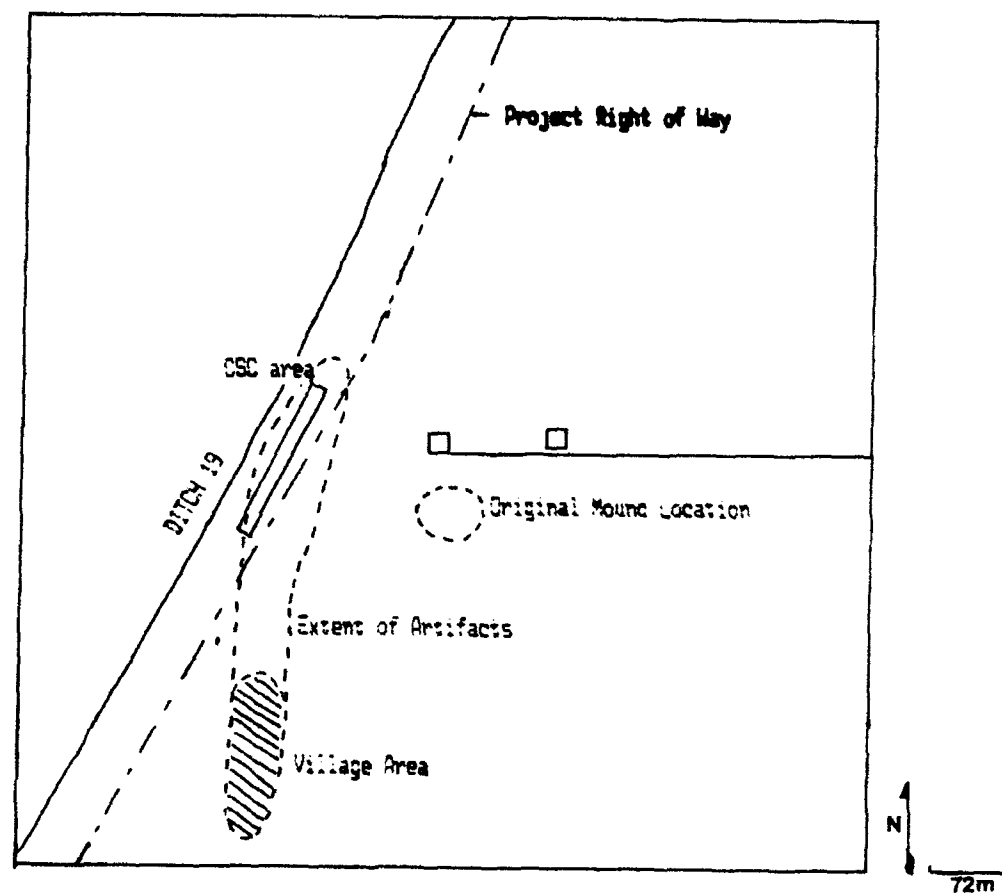 Project Right of Way
CSC area
DITCH 19
Original Mound Location
Extent of Artifacts
Village Area
N
72m